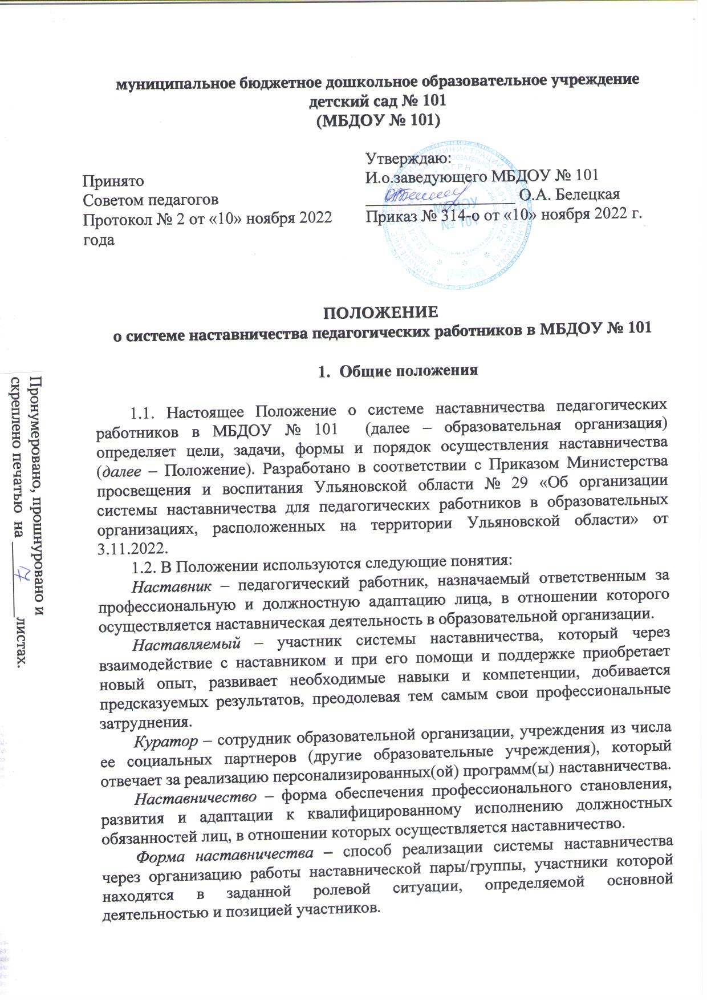 муниципальное бюджетное дошкольное образовательное учреждение
детский сад № 101
(МБДОУ № 101)
Принято
Советом педагогов
Протокол № 2 от «10» ноября 2022
года
Утверждаю:
И.о.заведующего МБДОУ № 101
О.А. Белецкая
Приказ № 314-о от «10» ноября 2022 г.
МБДОУ
№ 101
ПОЛОЖЕНИЕ
о системе наставничества педагогических работников в МБДОУ № 101
1. Общие положения
1.1. Настоящее Положение о системе наставничества педагогических
работников в МБДОУ № 101 (далее – образовательная организация)
определяет цели, задачи, формы и порядок осуществления наставничества
(далее – Положение). Разработано в соответствии с Приказом Министерства
просвещения и воспитания Ульяновской области № 29 «Об организации
системы наставничества для педагогических работников в образовательных
организациях, расположенных на территории Ульяновской области» от
3.11.2022.
1.2. В Положении используются следующие понятия:
Наставник – педагогический работник, назначаемый ответственным за
профессиональную и должностную адаптацию лица, в отношении которого
осуществляется наставническая деятельность в образовательной организации.
Наставляемый – участник системы наставничества, который через
взаимодействие с наставником и при его помощи и поддержке приобретает
новый опыт, развивает необходимые навыки и компетенции, добивается
предсказуемых результатов, преодолевая тем самым свои профессиональные
затруднения.
Куратор – сотрудник образовательной организации, учреждения из числа
ее социальных партнеров (другие образовательные учреждения), который
отвечает за реализацию персонализированных(ой) программ(ы) наставничества.
Наставничество – форма обеспечения профессионального становления,
развития и адаптации к квалифицированному исполнению должностных
обязанностей лиц, в отношении которых осуществляется наставничество.
Форма наставничества – способ реализации системы наставничества
через организацию работы наставнической пары/группы, участники которой
находятся в заданной ролевой ситуации, определяемой основной
деятельностью и позицией участников.
Пронумеровано, прошнуровано и
скреплено печатью на 17 листах.